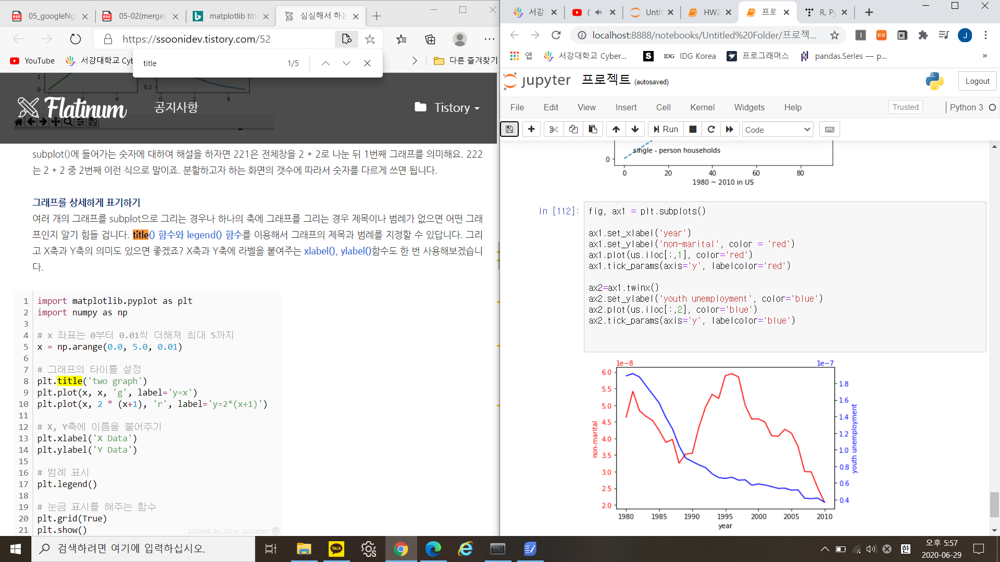 05_googleNg
05-02(merge)
matplotlib title
심심해서 하는
https://ssoonidev.tistory.com/52
YouTube
서강대학교 Cyb
다른 즐겨찾기
title
1/5
1
0
0.2
0
2
4
0
2
4
Flatinum
공지사항
Tistory
subplot()에 들어가는 숫자에 대하여 해설을 하자면 221은 전체창을 2 * 2로 나눈 뒤 1번째 그래프를 의미해요. 222
는 2 * 2 중 2번째 이런 식으로 말이죠. 분할하고자 하는 화면의 갯수에 따라서 숫자를 다르게 쓰면 됩니다.
그래프를 상세하게 표기하기
여러 개의 그래프를 subplot으로 그리는 경우나 하나의 축에 그래프를 그리는 경우 제목이나 범례가 없으면 어떤 그래
프인지 알기 힘들 겁니다. title() 함수와 legend() 함수를 이용해서 그래프의 제목과 범례를 지정할 수 있답니다. 그리
고 X축과 Y축의 의미도 있으면 좋겠죠? X축과 Y축에 라벨을 붙여주는 xlabel(), ylabel()함수도 한 번 사용해보겠습니
다.
1 import matplotlib.pyplot as plt
2 import numpy as np
3
4 # x 좌표는 0부터 0.01씩 더해져 최대 5까지
5 x = np.arange(0.0, 5.0, 0.01)
6
7 # 그래프의 타이틀 설정
8 plt.title('two graph')
9 plt.plot(x, x, 'g', label='y=x')
10 plt.plot(x, 2 * (x+1), 'r', label='y=2*(x+1)')
11
12 # X, Y축에 이름을 붙어주기
13 plt.xlabel('X Data')
14 plt.ylabel('Y Data')
15
16 # 범례 표시
17 plt.legend()
18
19 # 눈금 표시를 해주는 함수
20 plt.grid(True)
21 plt.show()
Colored by Color Scripter cs
서강
(
Untit
HW2
프로
R, Py
localhost:8888/notebooks/Untitled%20Folder/프로젝...
I
EX
J
앱
서강대학교 Cyber...
S
IDG IDG Korea
프로그래머스
pandas.Series — p...
»
jupyter 프로젝트 (autosaved)
Logout
File Edit View Insert Cell Kernel Widgets Help
Trusted
Python 3
Run
Code
single - person households
0
0 20 40 60 80
1980 ~ 2010 in US
In [112]:
fig, ax1 = plt.subplots()
ax1.set_xlabel('year')
ax1.set_ylabel('non-marital', color = 'red')
ax1.plot(us.iloc[:,1], color='red')
ax1.tick_params(axis='y', labelcolor='red')
ax2=ax1.twinx()
ax2.set_ylabel('youth unemployment', color='blue')
ax2.plot(us.iloc[:,2], color='blue')
ax2.tick_params(axis='y', labelcolor='blue')
1e−8
1e−7
6.0
5.5
5.0
4.5
4.0
3.5
3.0
2.5
2.0
non-marital
1.8
1.6
1.4
1.2
1.0
0.8
0.6
0.4
youth unemployment
1980 1985 1990 1995 2000 2005 2010
year
검색하려면 여기에 입력하십시오.
TALK
한
오후 5:57
2020-06-29